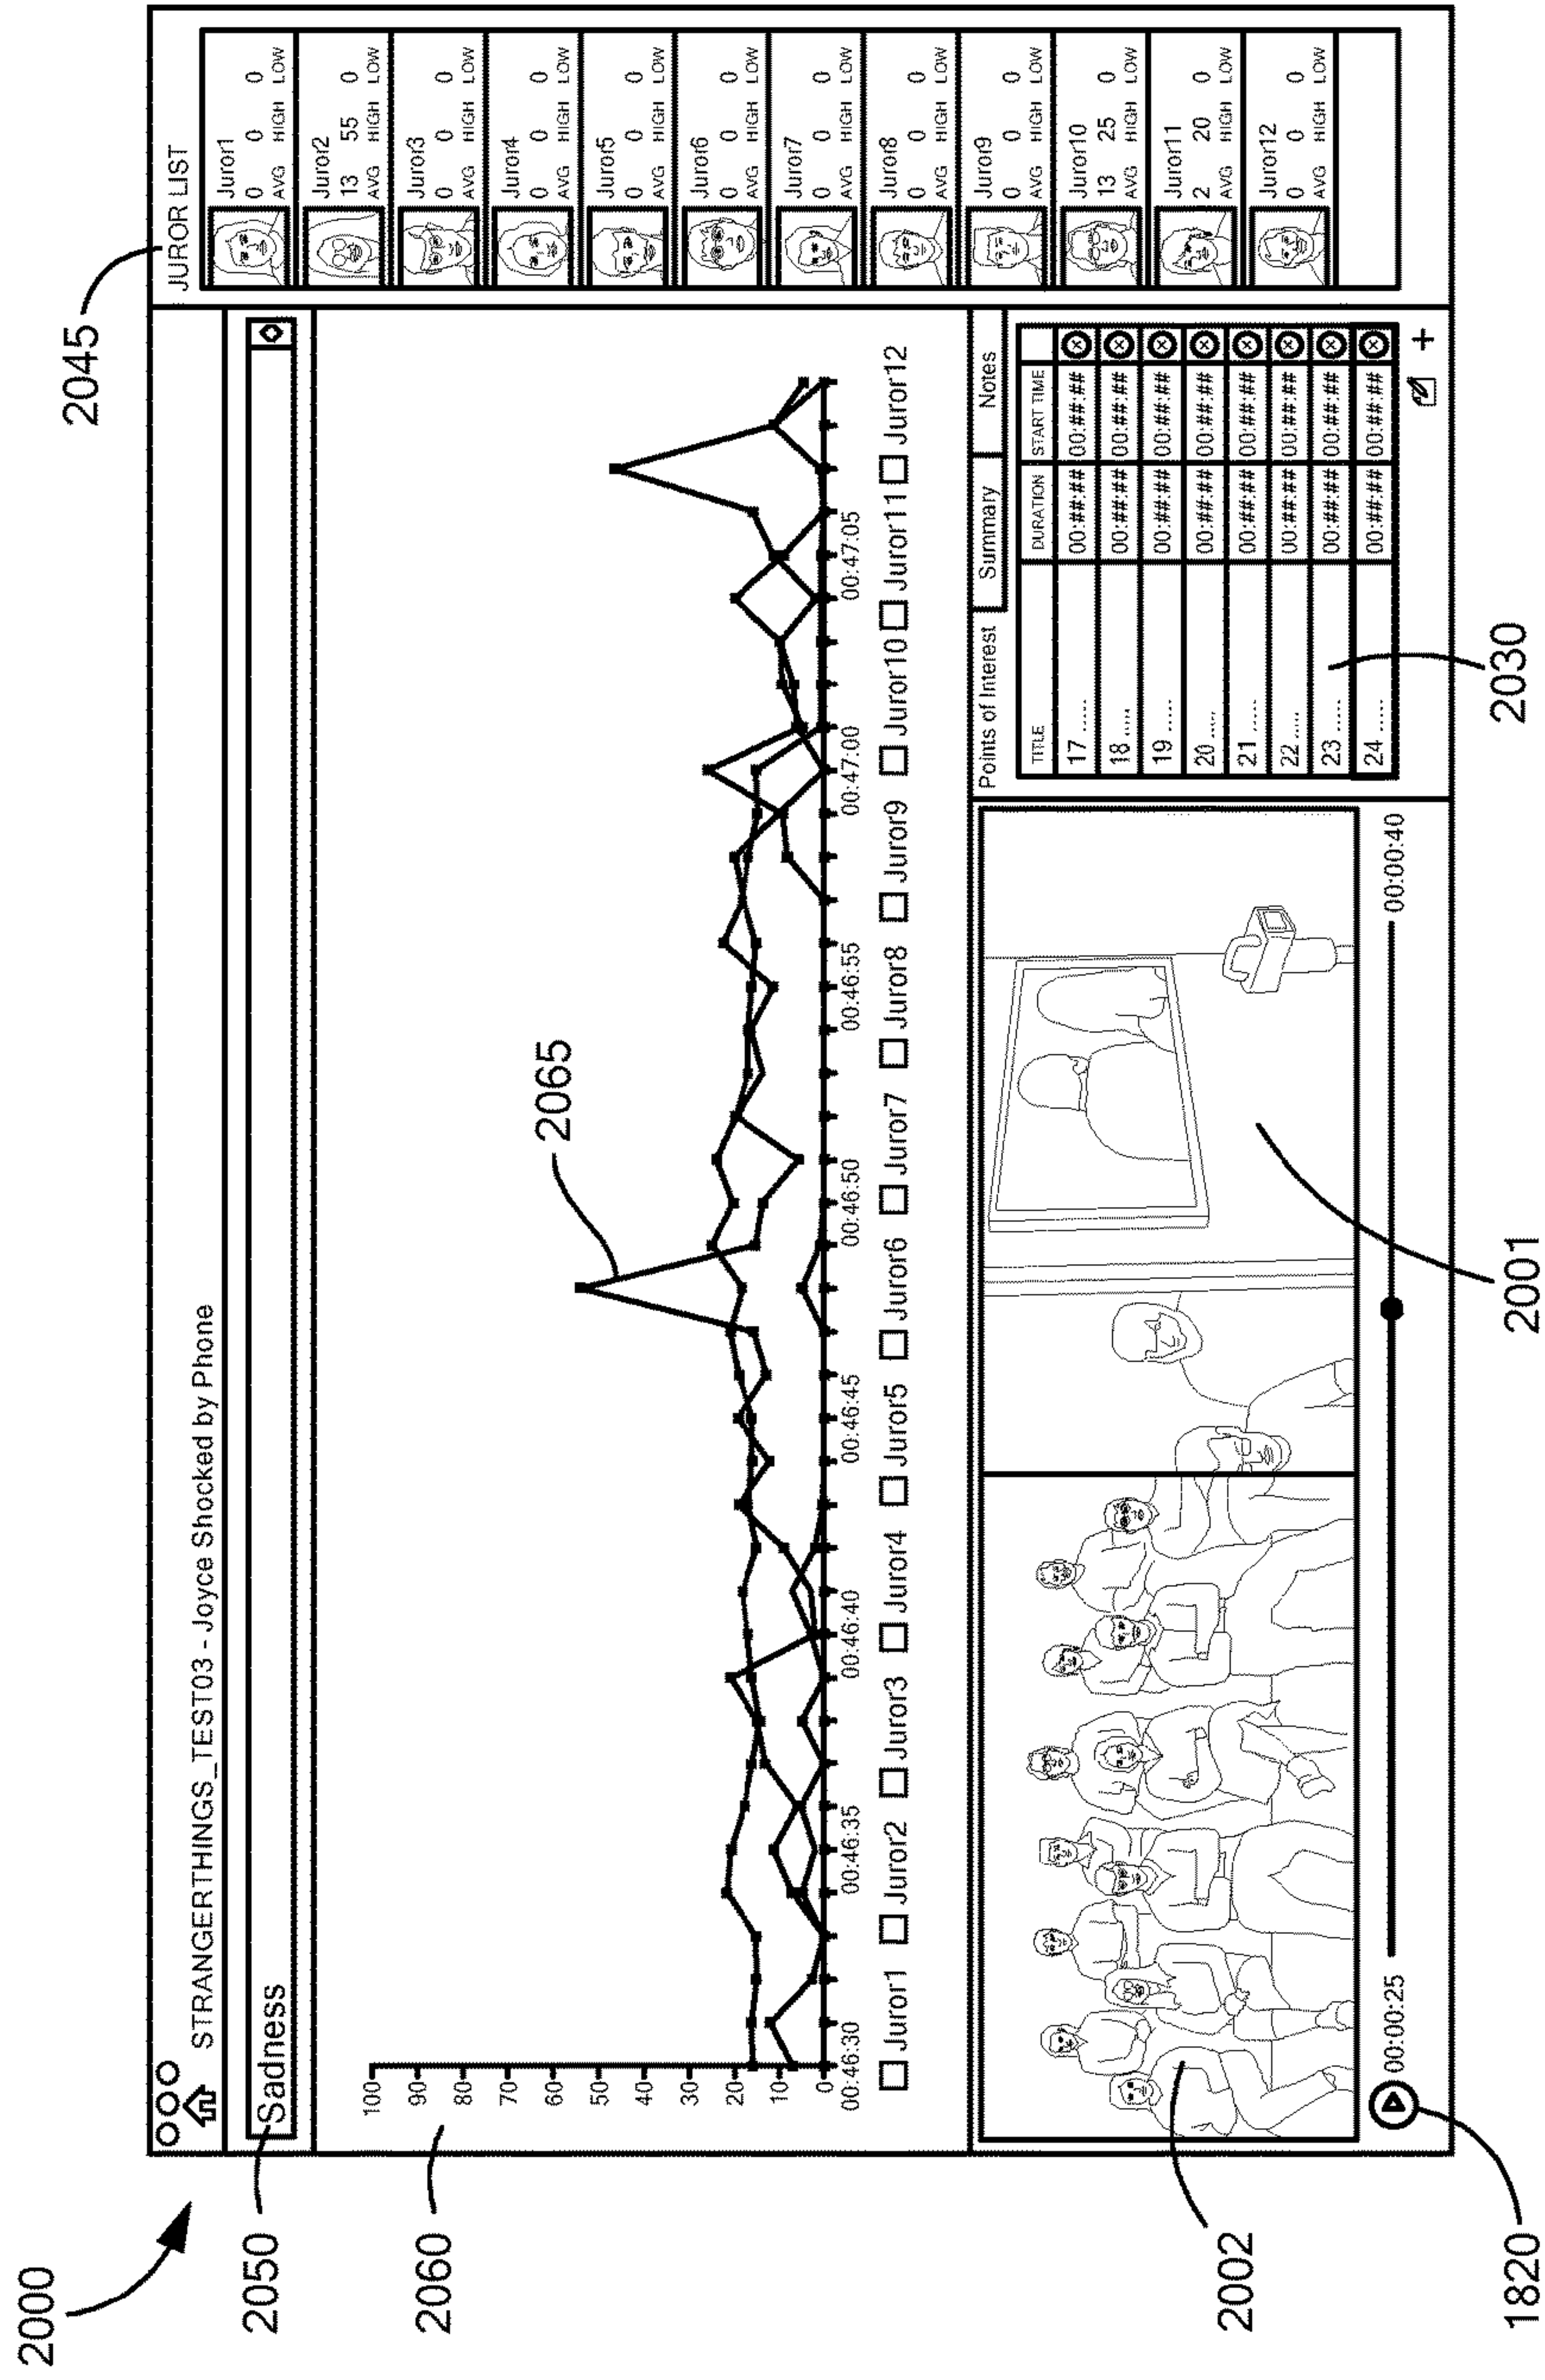 2000
2045
STRANGERTHINGS_TEST03 - Joyce Shocked by Phone
2050
Sadness
JUROR LIST
Juror1
0 0 0
AVG HIGH LOW
Juror2
13 55 0
AVG HIGH LOW
Juror3
0 0 0
AVG HIGH LOW
Juror4
0 0 0
AVG HIGH LOW
Juror5
0 0 0
AVG HIGH LOW
Juror6
0 0 0
AVG HIGH LOW
Juror7
0 0 0
AVG HIGH LOW
Juror8
0 0 0
AVG HIGH LOW
Juror9
0 0 0
AVG HIGH LOW
Juror10
13 25 0
AVG HIGH LOW
Juror11
2 20 0
AVG HIGH LOW
Juror12
0 0 0
AVG HIGH LOW
2060
2065
100
90
80
70
60
50
40
30
20
10
0
00:46:30 00:46:35 00:46:40 00:46:45 00:46:50 00:46:55 00:47:00 00:47:05
Juror1 Juror2 Juror3 Juror4 Juror5 Juror6 Juror7 Juror8 Juror9 Juror10 Juror11 Juror12
Points of Interest Summary Notes
TITLE DURATION START TIME
17 ..... 00:##:## 00:##:##
18 ..... 00:##:## 00:##:##
19 ..... 00:##:## 00:##:##
20 ..... 00:##:## 00:##:##
21 ..... 00:##:## 00:##:##
22 ..... 00:##:## 00:##:##
23 ..... 00:##:## 00:##:##
24 ..... 00:##:## 00:##:##
00:00:25 00:00:40
2002
1820
2001
2030